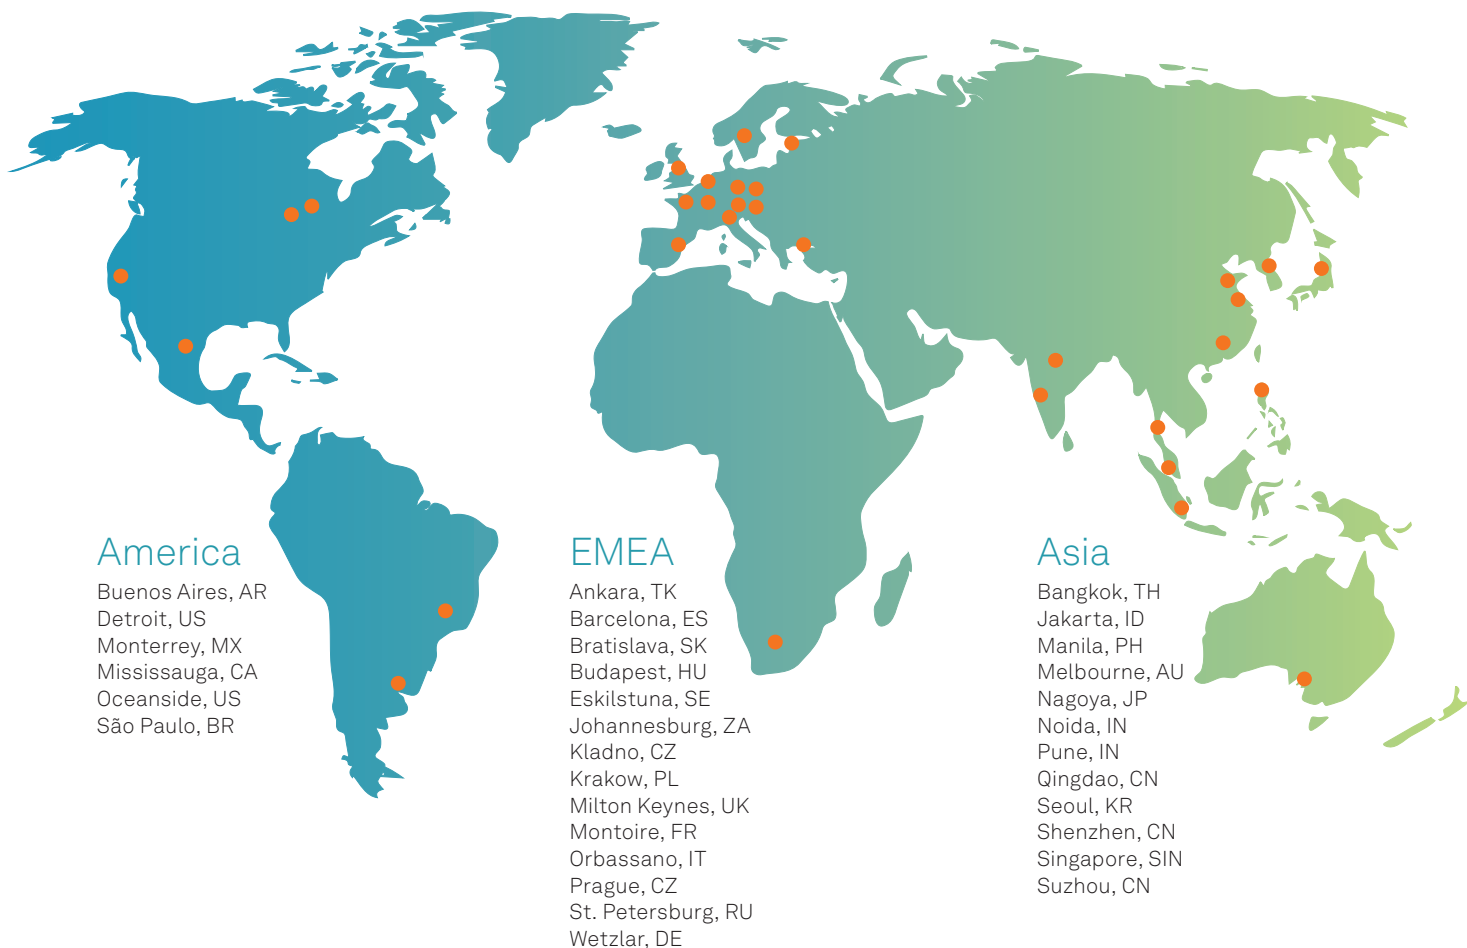 America
Buenos Aires, AR
Detroit, US
Monterrey, MX
Mississauga, CA
Oceanside, US
São Paulo, BR
EMEA
Ankara, TK
Barcelona, ES
Bratislava, SK
Budapest, HU
Eskilstuna, SE
Johannesburg, ZA
Kladno, CZ
Krakow, PL
Milton Keynes, UK
Montoire, FR
Orbassano, IT
Prague, CZ
St. Petersburg, RU
Wetzlar, DE
Asia
Bangkok, TH
Jakarta, ID
Manila, PH
Melbourne, AU
Nagoya, JP
Noida, IN
Pune, IN
Qingdao, CN
Seoul, KR
Shenzhen, CN
Singapore, SIN
Suzhou, CN